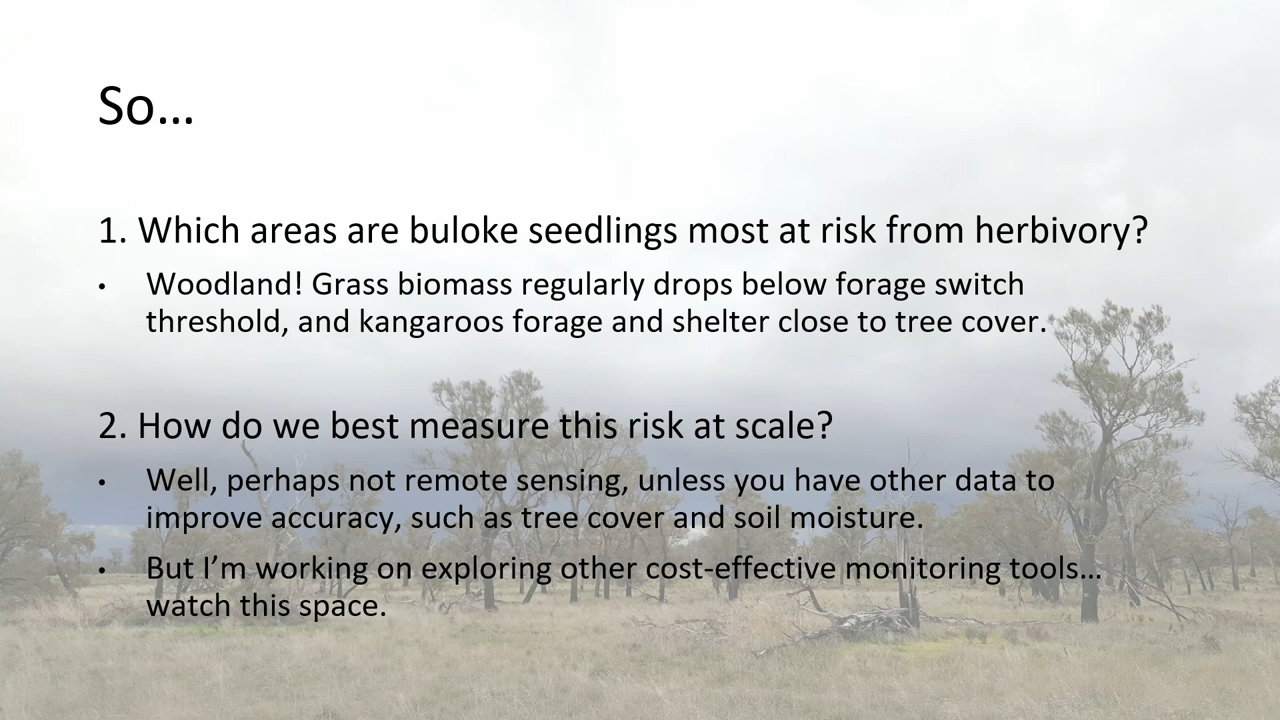 So…
1. Which areas are buloke seedlings most at risk from herbivory?
• Woodland! Grass biomass regularly drops below forage switch
threshold, and kangaroos forage and shelter close to tree cover.
2. How do we best measure this risk at scale?
• Well, perhaps not remote sensing, unless you have other data to
improve accuracy, such as tree cover and soil moisture.
• But I’m working on exploring other cost-effective monitoring tools…
watch this space.